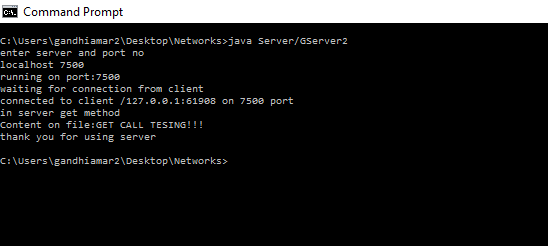 Command Prompt
C:\Users\gandhiamar2\Desktop\Networks>java Server/GServer2
enter server and port no
localhost 7500
running on port:7500
waiting for connection from client
connected to client /127.0.0.1:61908 on 7500 port
in server get method
Content on file:GET CALL TESING!!!
thank you for using server
C:\Users\gandhiamar2\Desktop\Networks>